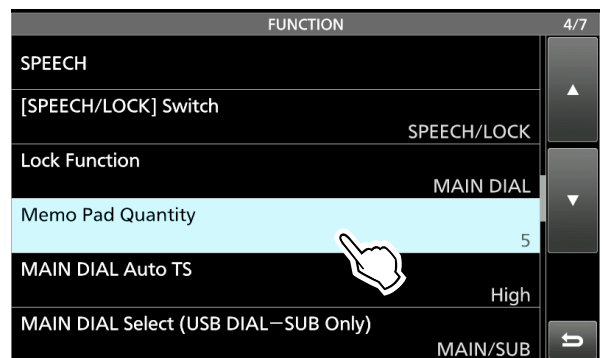 FUNCTION 4/7
SPEECH
[SPEECH/LOCK] Switch
SPEECH/LOCK
Lock Function
MAIN DIAL
Memo Pad Quantity
5
MAIN DIAL Auto TS
High
MAIN DIAL Select (USB DIAL−SUB Only)
MAIN/SUB